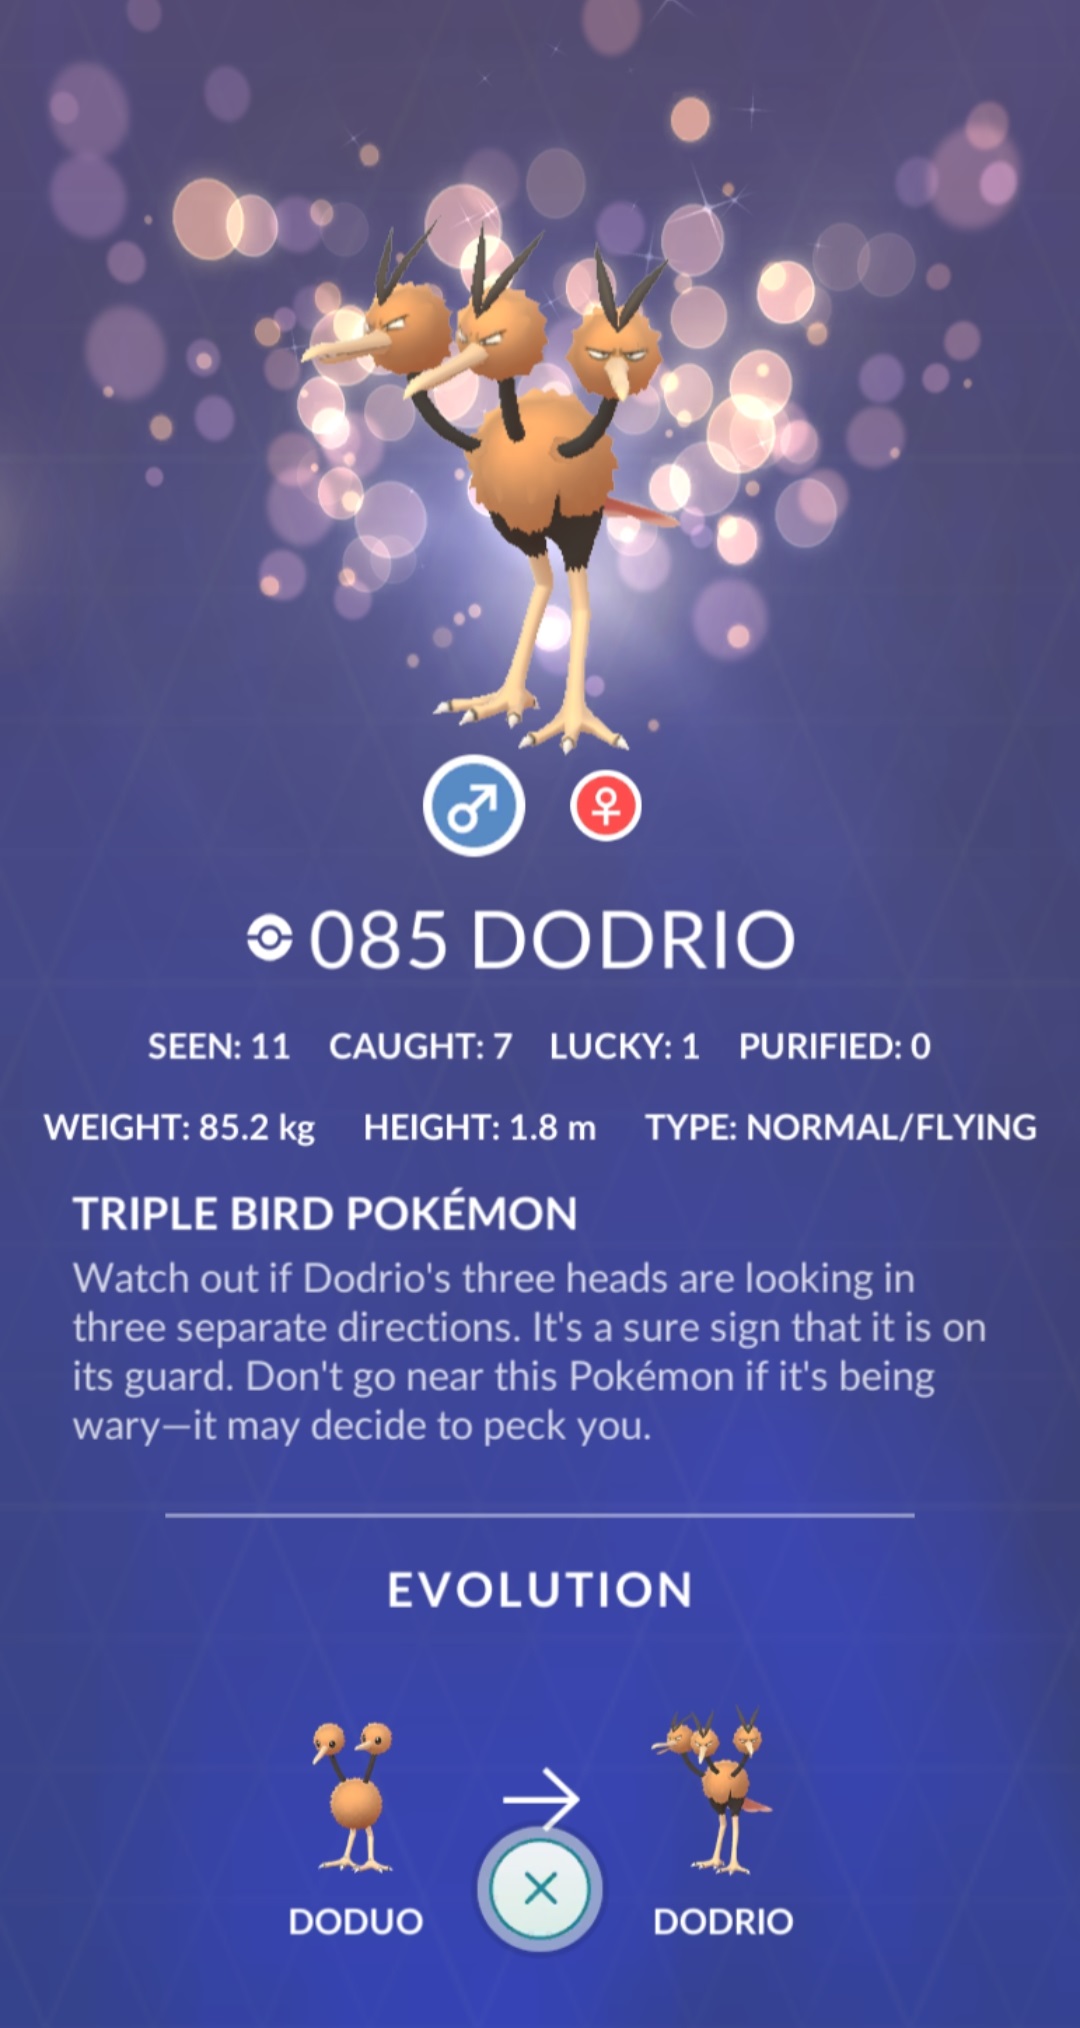 085 DODRIO
SEEN: 11 CAUGHT: 7 LUCKY: 1 PURIFIED: 0
WEIGHT: 85.2 kg HEIGHT: 1.8 m TYPE: NORMAL/FLYING
TRIPLE BIRD POKÉMON
Watch out if Dodrio's three heads are looking in
three separate directions. It's a sure sign that it is on
its guard. Don't go near this Pokémon if it's being
wary—it may decide to peck you.
EVOLUTION
DODUO DODRIO